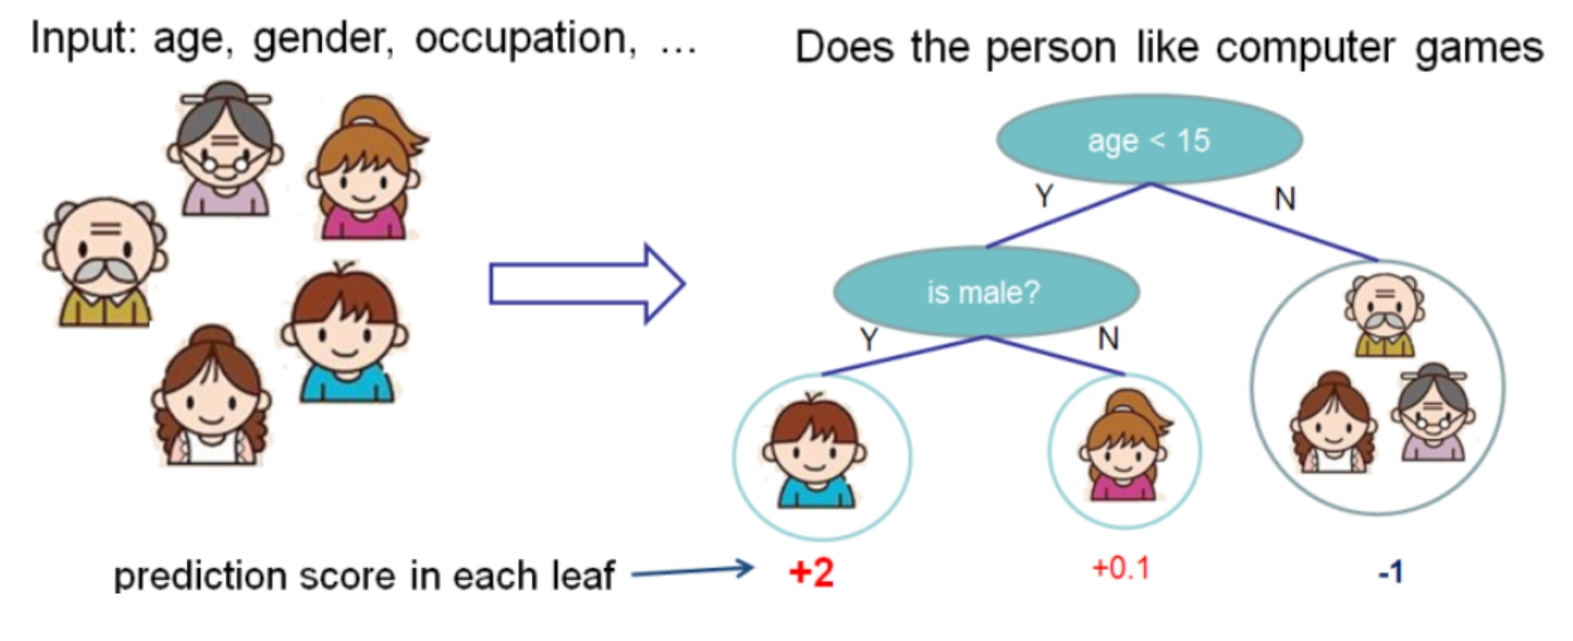 Input: age, gender, occupation, ...
Does the person like computer games
age < 15
Y
N
is male?
Y
N
prediction score in each leaf
+2
+0.1
-1